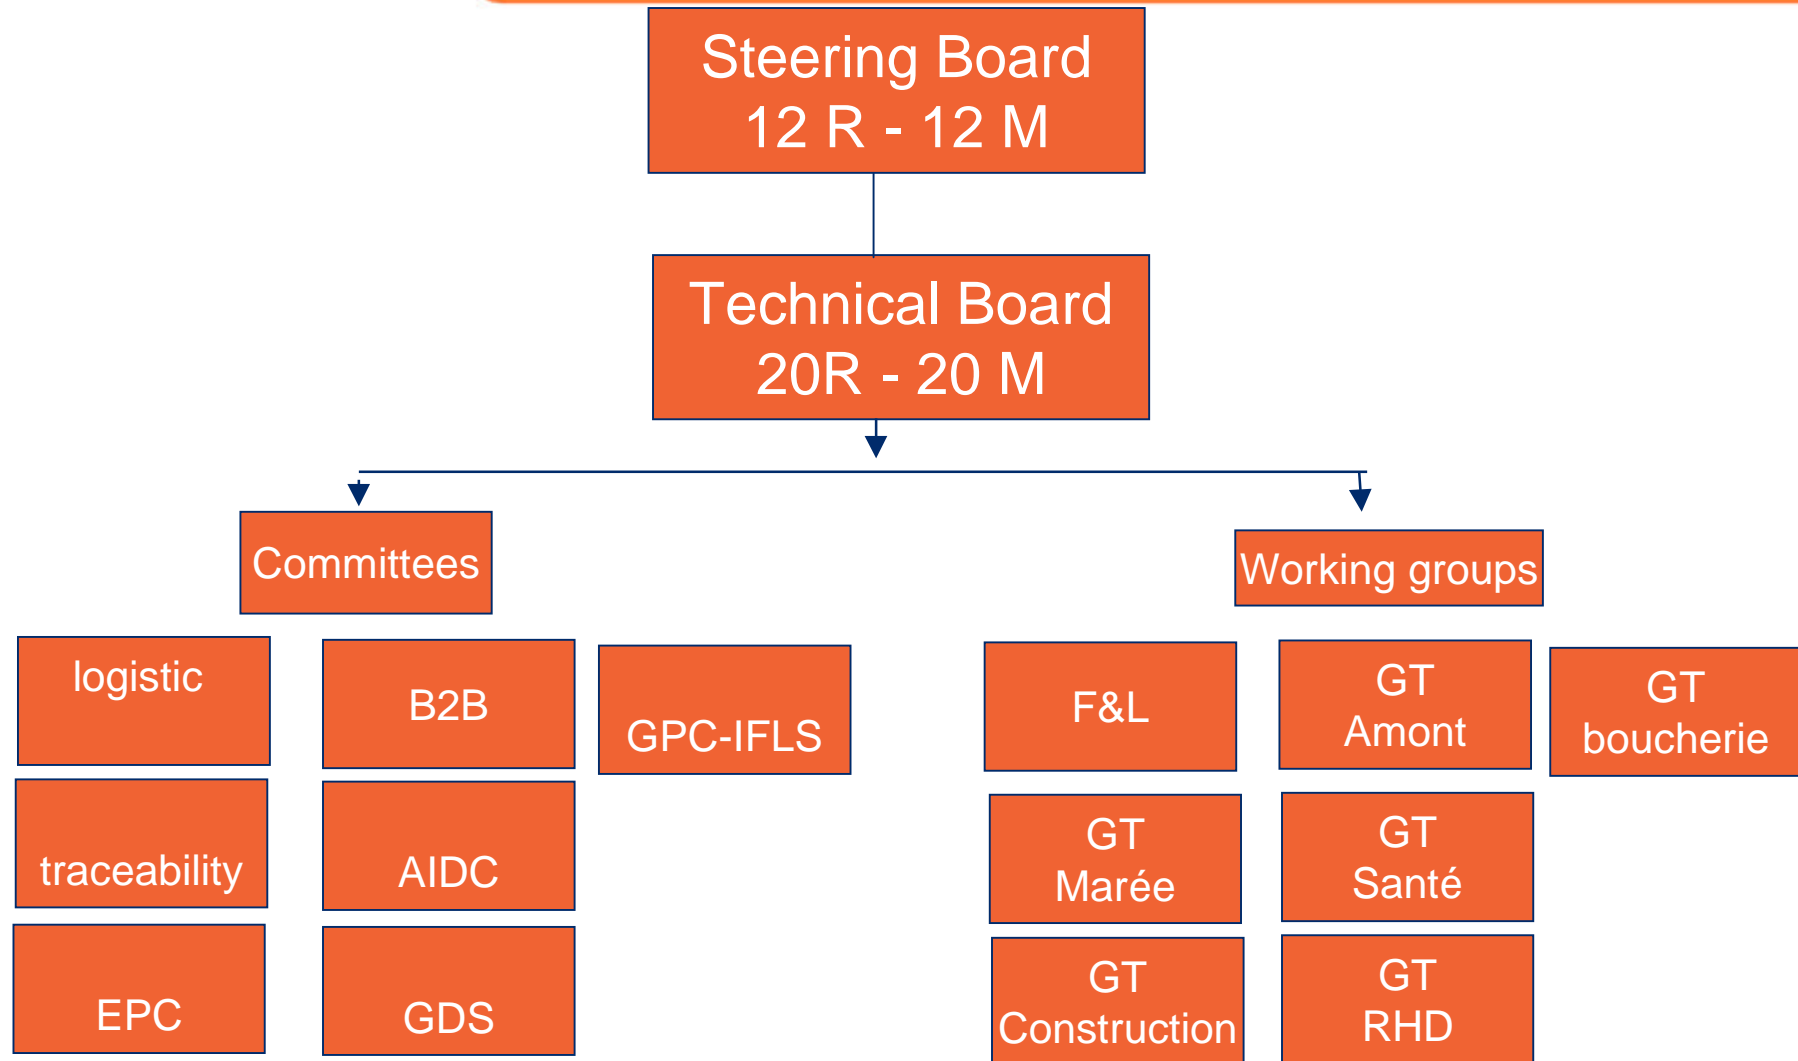 Steering Board
12 R - 12 M
Technical Board
20R - 20 M
Committees
Working groups
logistic
B2B
GPC-IFLS
traceability
AIDC
EPC
GDS
F&L
GT
Amont
GT
boucherie
GT
Marée
GT
Santé
GT
Construction
GT
RHD